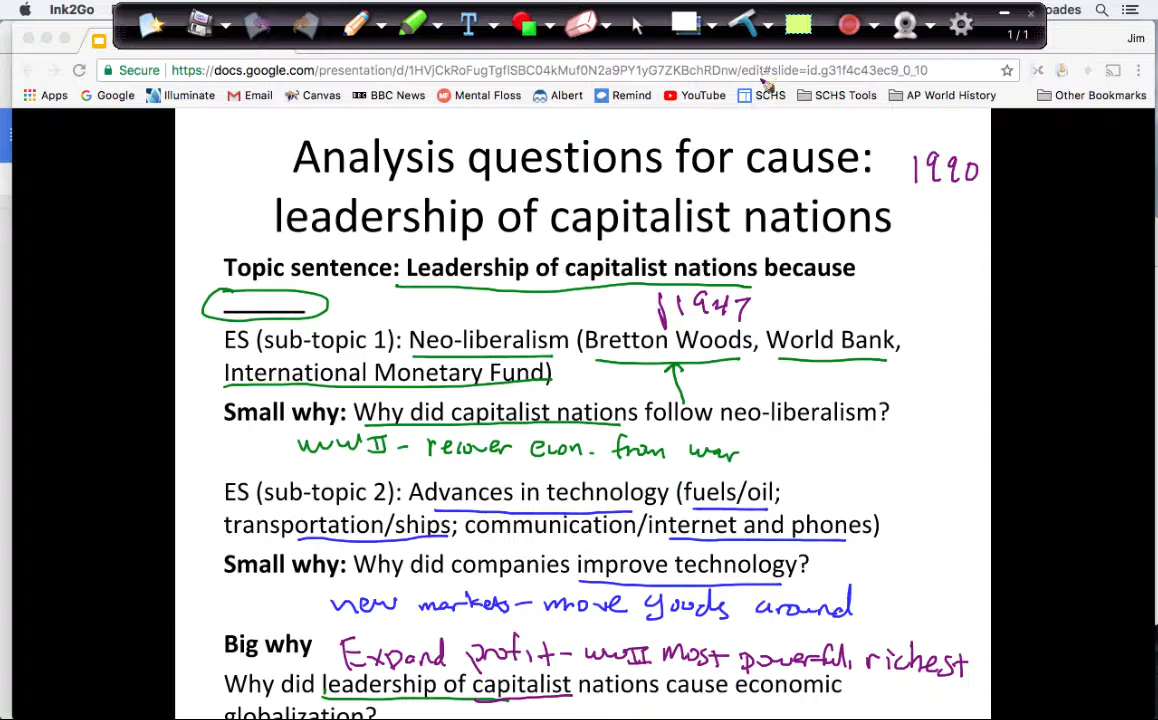 Ink2Go
ades
1/1
Jim
Secure https://docs.google.com/presentation/d/1HVjCkRoFugTgflSBC04kMuf0N2a9PY1yG7ZKBchRDnw/edit#slide=id.g31f4c43ec9_0_10
Apps Google Illuminate Email Canvas BBC News Mental Floss Albert Remind YouTube SCHS SCHS Tools AP World History Other Bookmarks
Analysis questions for cause:
1990
leadership of capitalist nations
Topic sentence: Leadership of capitalist nations because
1947
ES (sub-topic 1): Neo-liberalism (Bretton Woods, World Bank,
International Monetary Fund)
Small why: Why did capitalist nations follow neo-liberalism?
WWII - recover econ. from war
ES (sub-topic 2): Advances in technology (fuels/oil;
transportation/ships; communication/internet and phones)
Small why: Why did companies improve technology?
new markets - move goods around
Big why Expand profit - WWII most powerful, richest
Why did leadership of capitalist nations cause economic
globalization?